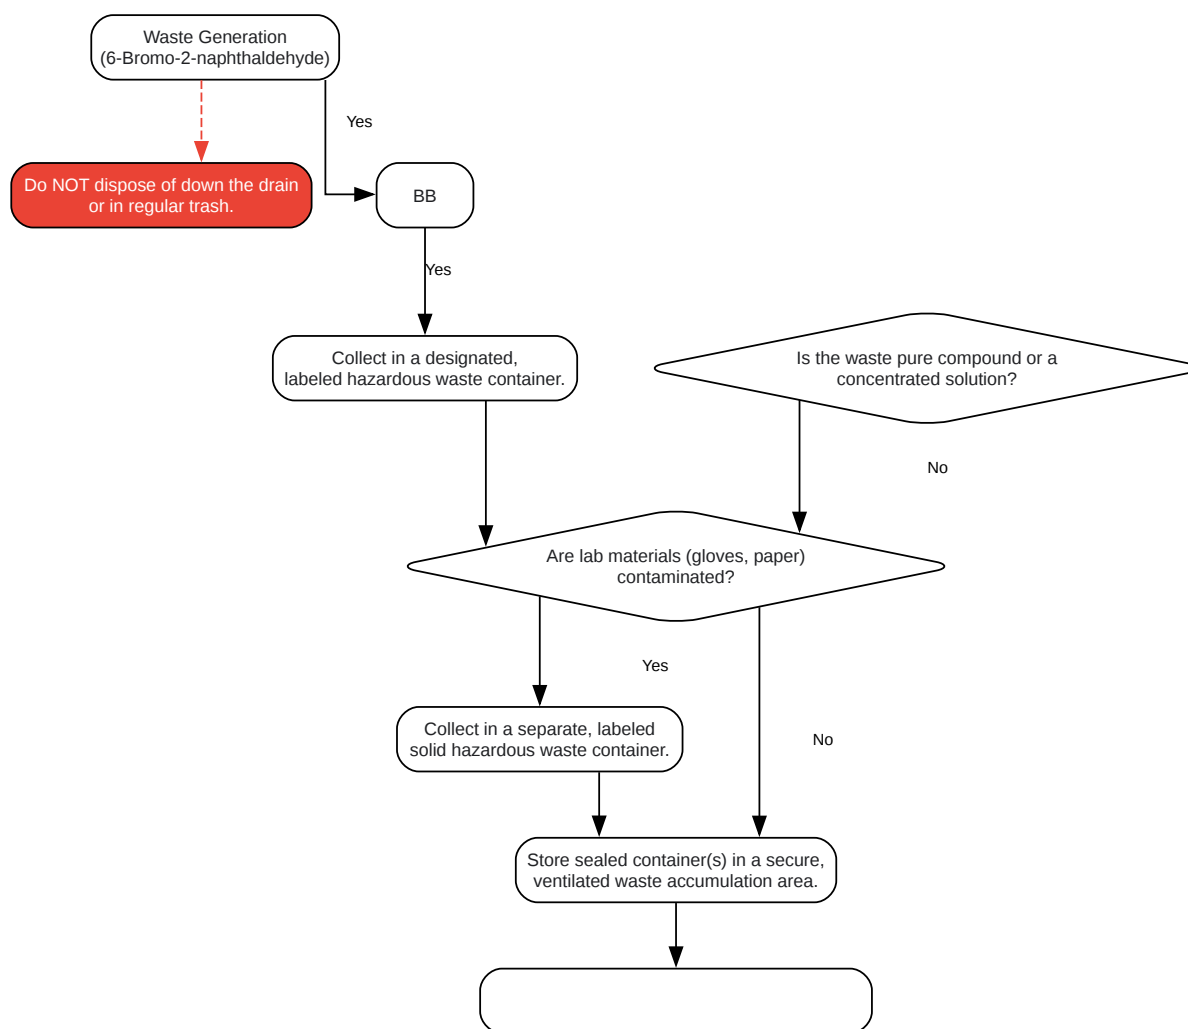 Waste Generation
(6-Bromo-2-naphthaldehyde)
Yes
Do NOT dispose of down the drain
or in regular trash.
BB
Yes
Collect in a designated,
labeled hazardous waste container.
Is the waste pure compound or a
concentrated solution?
No
Are lab materials (gloves, paper)
contaminated?
Yes
Collect in a separate, labeled
solid hazardous waste container.
No
Store sealed container(s) in a secure,
ventilated waste accumulation area.